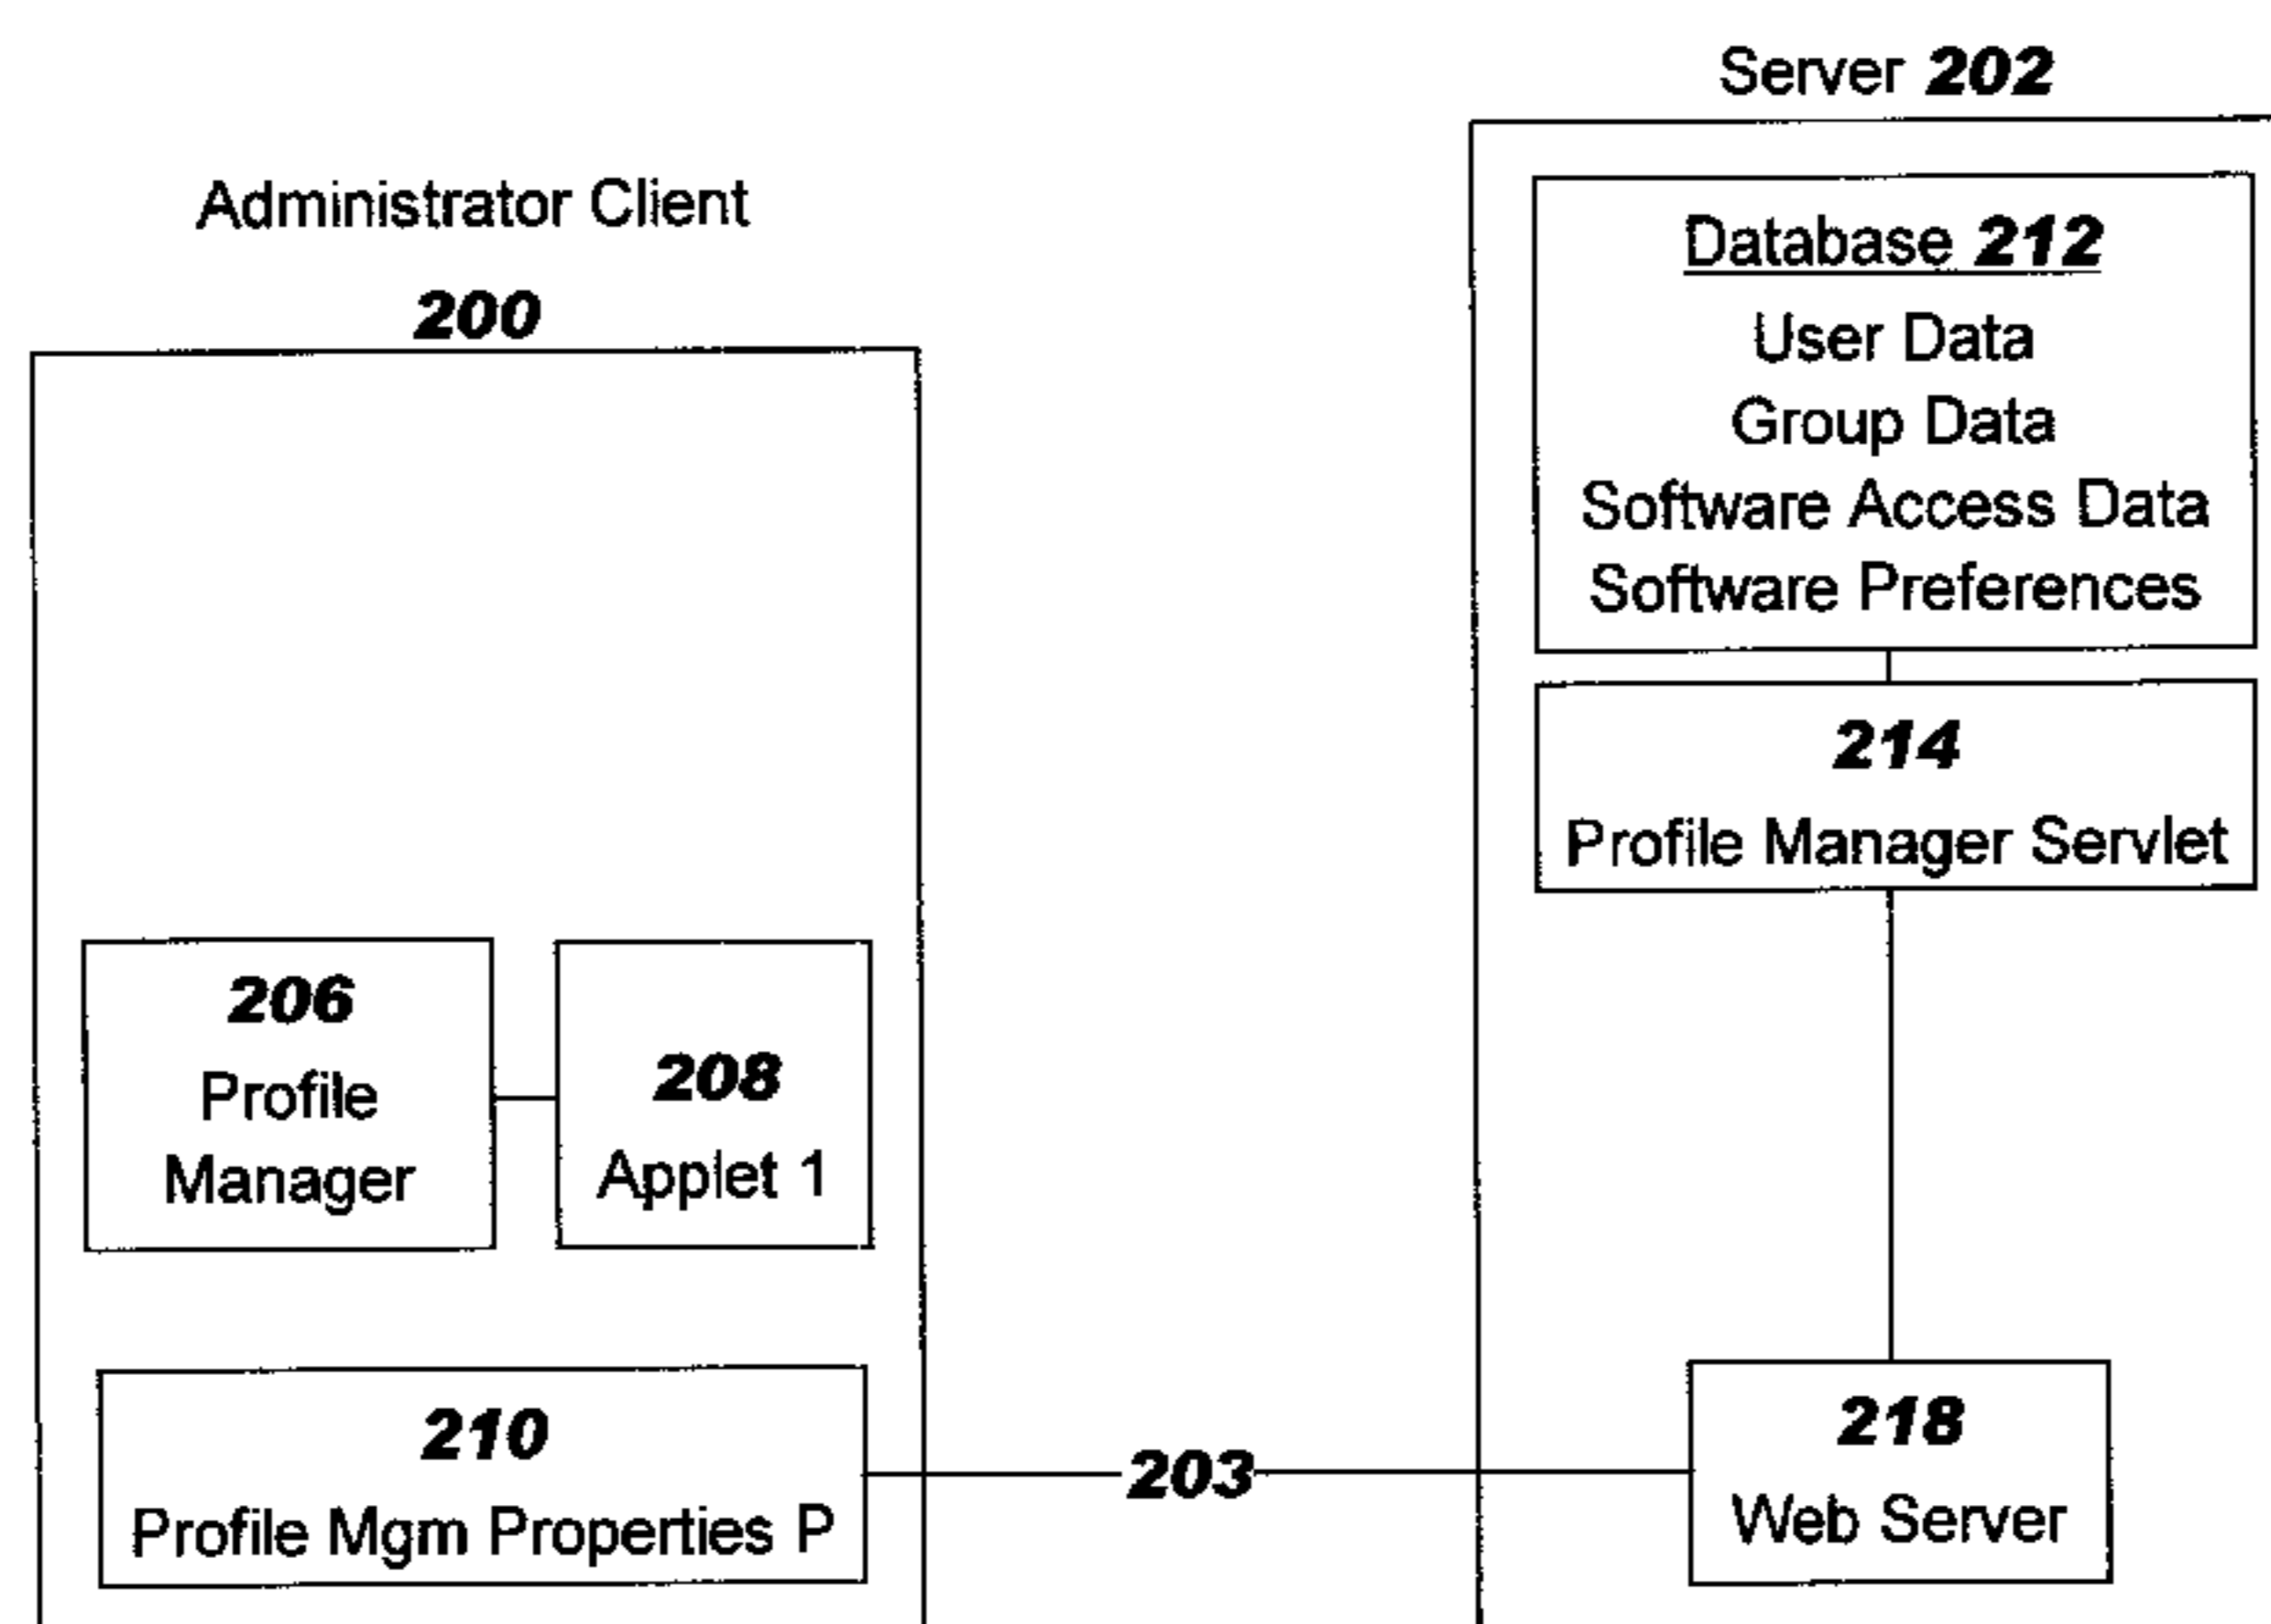 Administrator Client
200
206
Profile
Manager
208
Applet 1
210
Profile Mgm Properties P
203
Server 202
Database 212
User Data
Group Data
Software Access Data
Software Preferences
214
Profile Manager Servlet
218
Web Server